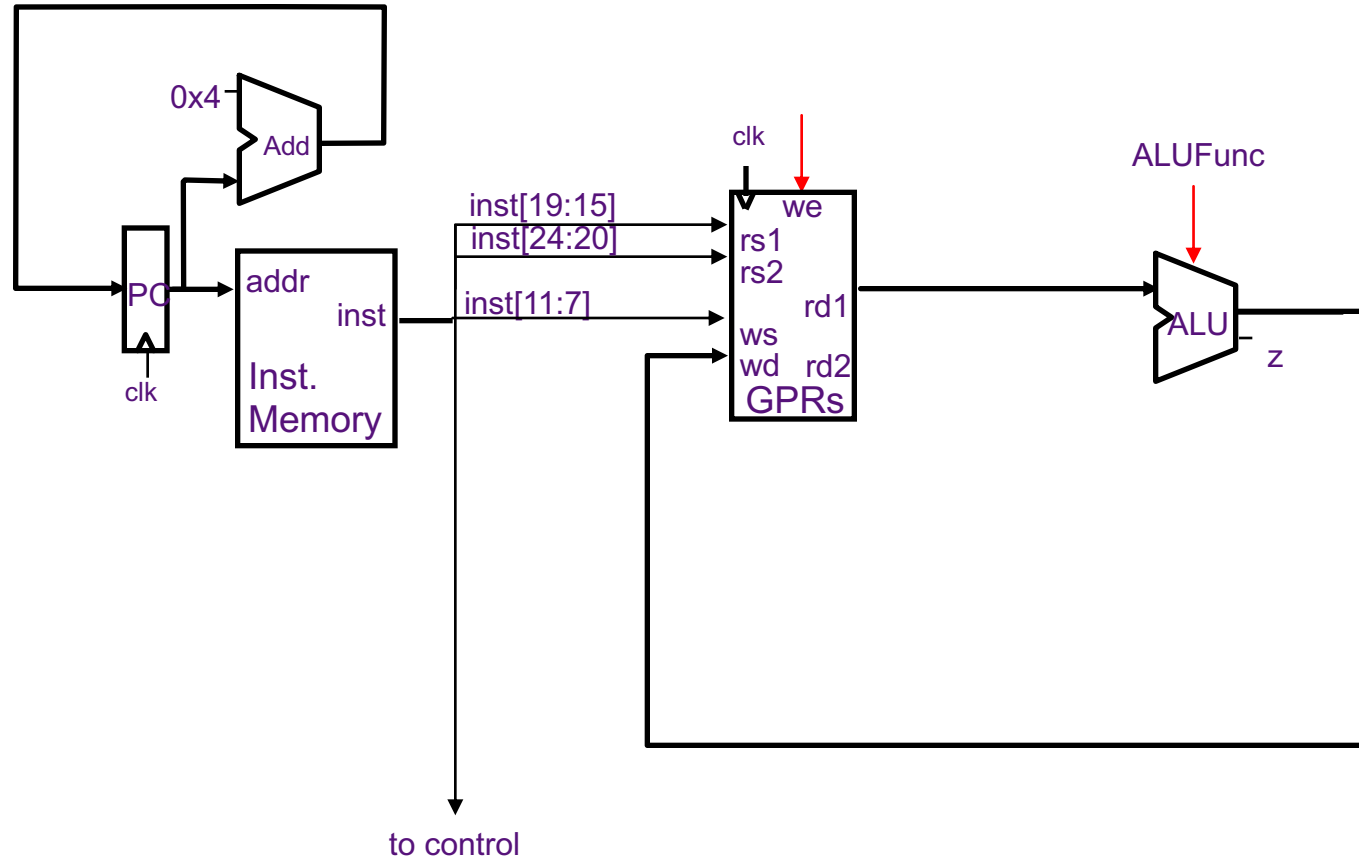 0x4
Add
PC
clk
addr
inst
Inst.
Memory
inst[19:15]
inst[24:20]
inst[11:7]
to control
clk
we
rs1
rs2
rd1
ws
wd rd2
GPRs
ALUFunc
ALU
z